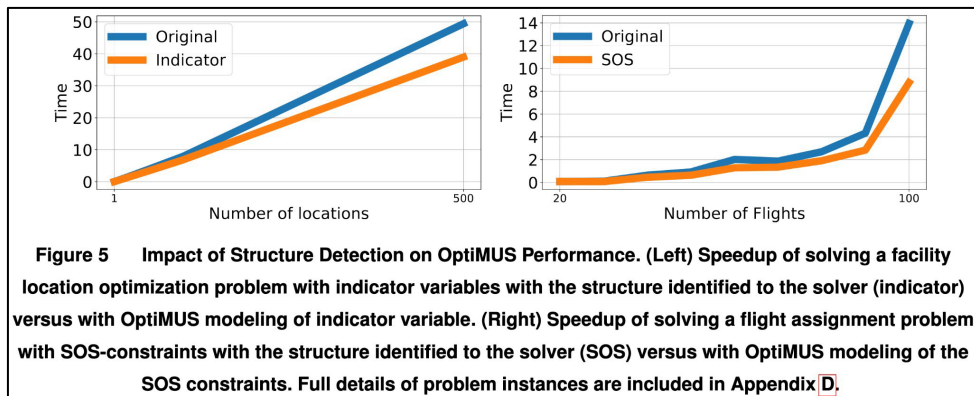 50
40
30
20
10
0
Time
Original
Indicator
1
500
Number of locations
14
12
10
8
6
4
2
0
Time
Original
SOS
20
100
Number of Flights
Figure 5 Impact of Structure Detection on OptiMUS Performance. (Left) Speedup of solving a facility
location optimization problem with indicator variables with the structure identified to the solver (indicator)
versus with OptiMUS modeling of indicator variable. (Right) Speedup of solving a flight assignment problem
with SOS-constraints with the structure identified to the solver (SOS) versus with OptiMUS modeling of the
SOS constraints. Full details of problem instances are included in Appendix D.